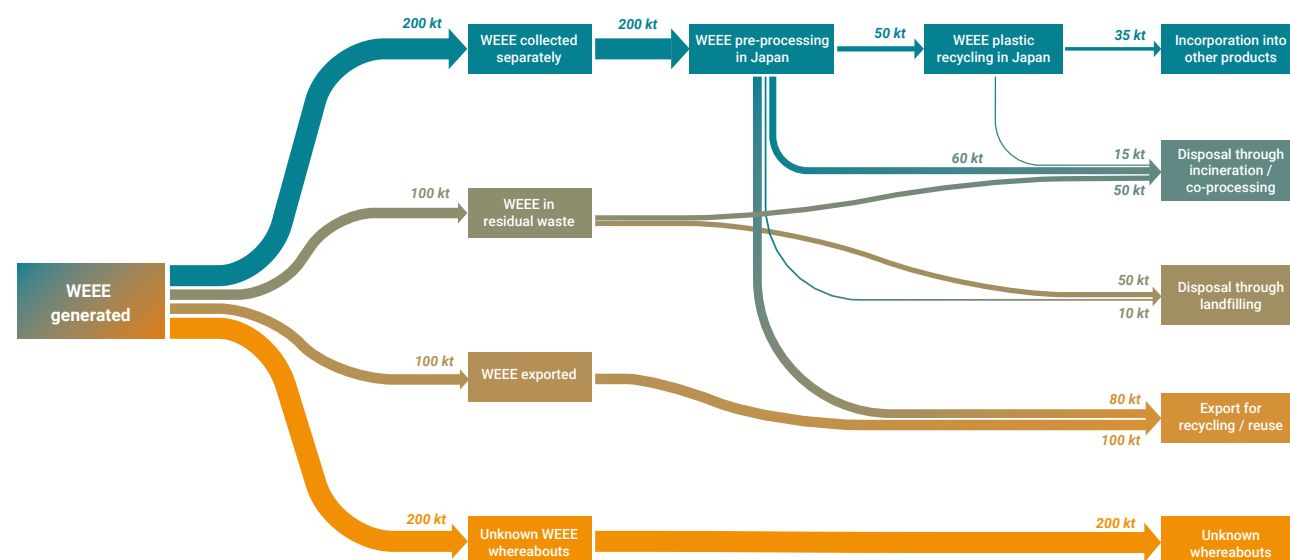 200 kt
WEEE collected
separately
200 kt
WEEE pre-processing
in Japan
50 kt
WEEE plastic
recycling in Japan
35 kt
Incorporation into
other products
60 kt
15 kt
50 kt
Disposal through
incineration /
co-processing
100 kt
WEEE in
residual waste
WEEE
generated
50 kt
10 kt
Disposal through
landfilling
100 kt
WEEE exported
80 kt
100 kt
Export for
recycling / reuse
200 kt
Unknown WEEE
whereabouts
200 kt
Unknown
whereabouts